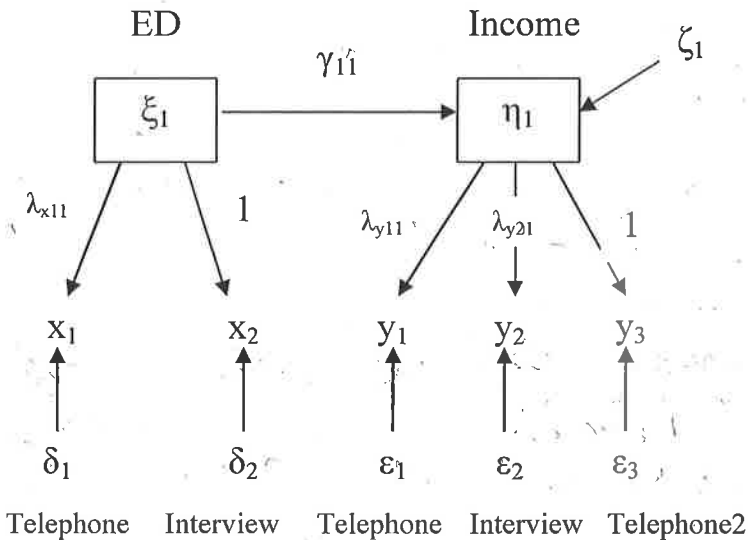 ED Income
γ₁₁ ζ₁
ξ₁ η₁
λₓ₁₁ 1 λy₁₁ λy₂₁ 1
x₁ x₂ y₁ y₂ y₃
δ₁ δ₂ ε₁ ε₂ ε₃
Telephone Interview Telephone Interview Telephone2